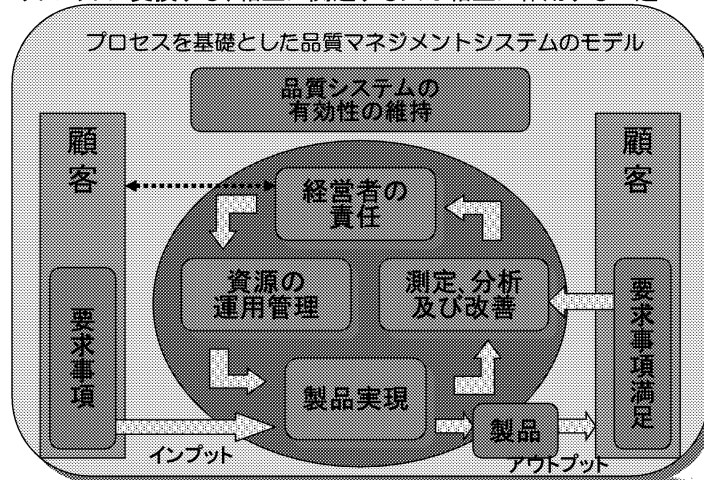 プロセスを基礎とした品質マネジメントシステムのモデル
品質システムの
有効性の維持
顧客
顧客
経営者の
責任
資源の
運用管理
測定、分析
及び改善
要求事項
要求事項満足
製品実現
製品
インプット
アウトプット